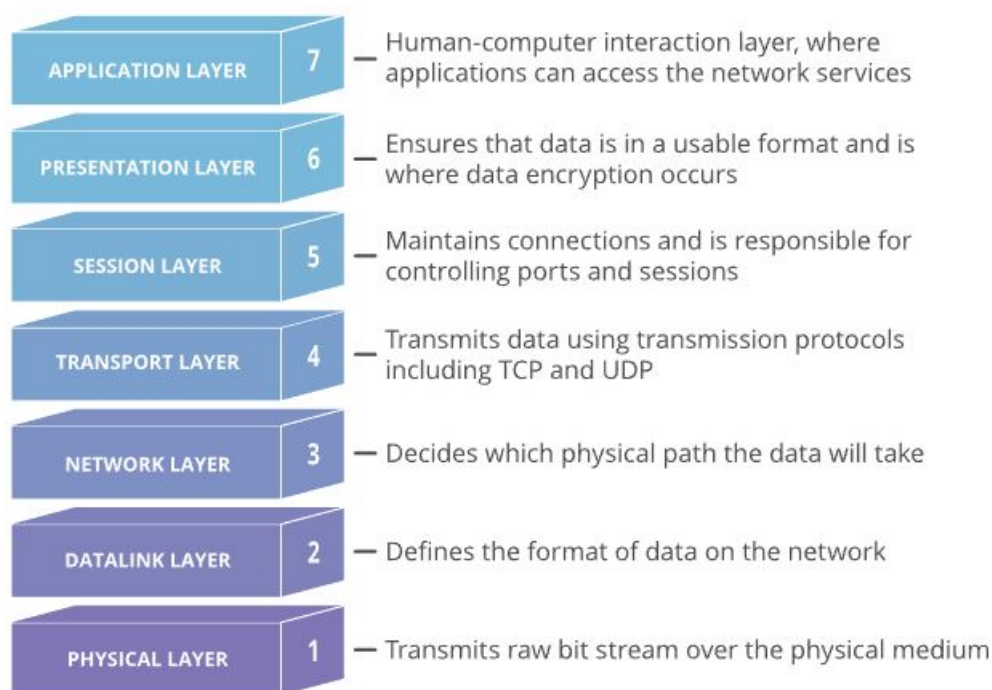 APPLICATION LAYER 7
Human-computer interaction layer, where
applications can access the network services
PRESENTATION LAYER 6
Ensures that data is in a usable format and is
where data encryption occurs
SESSION LAYER 5
Maintains connections and is responsible for
controlling ports and sessions
TRANSPORT LAYER 4
Transmits data using transmission protocols
including TCP and UDP
NETWORK LAYER 3
Decides which physical path the data will take
DATALINK LAYER 2
Defines the format of data on the network
PHYSICAL LAYER 1
Transmits raw bit stream over the physical medium